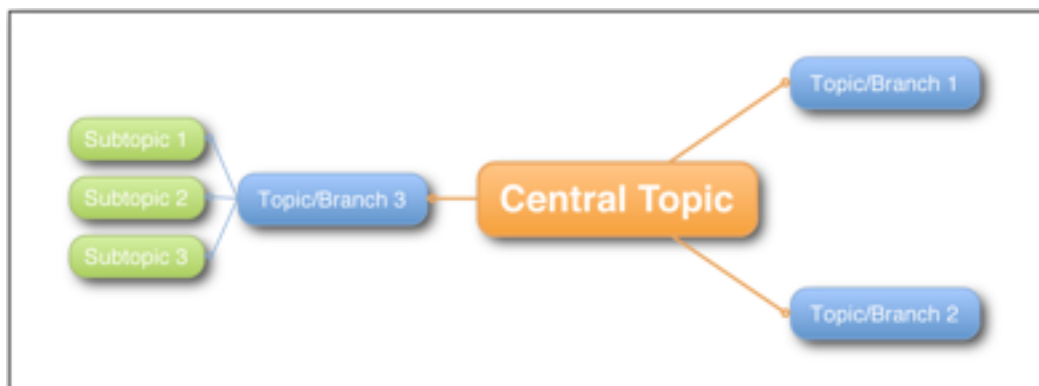 Topic/Branch 1
Subtopic 1
Subtopic 2
Topic/Branch 3
Central Topic
Subtopic 3
Topic/Branch 2